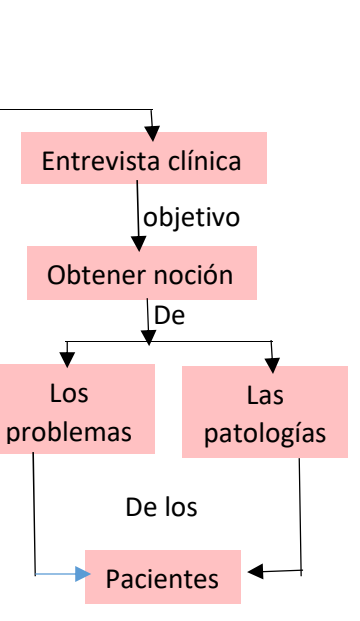 Entrevista clínica
objetivo
Obtener noción
De
Los
problemas
Las
patologías
De los
Pacientes